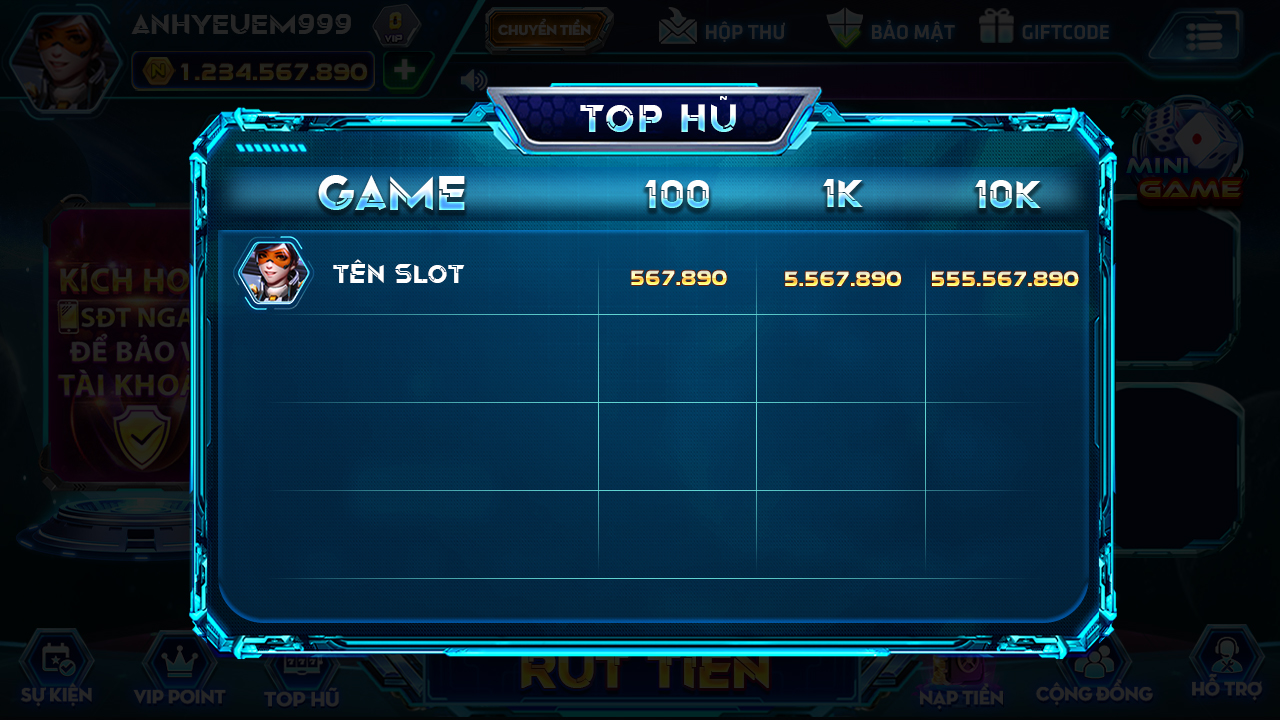 ANHYEUEM999
VIP
CHUYỂN TIỀN
HỘP THƯ
BẢO MẬT
GIFTCODE
1.234.567.890
TOP HŨ
MINI
GAME
GAME 100 1K 10K
TÊN SLOT 567.890 5.567.890 555.567.890
KÍCH HO
SĐT NGA
ĐỂ BẢO V
TÀI KHOẢ
RÚT TIỀN
SỰ KIỆN
VIP POINT
777
TOP HŨ
NẠP TIỀN
CỘNG ĐỒNG
HỖ TRỢ